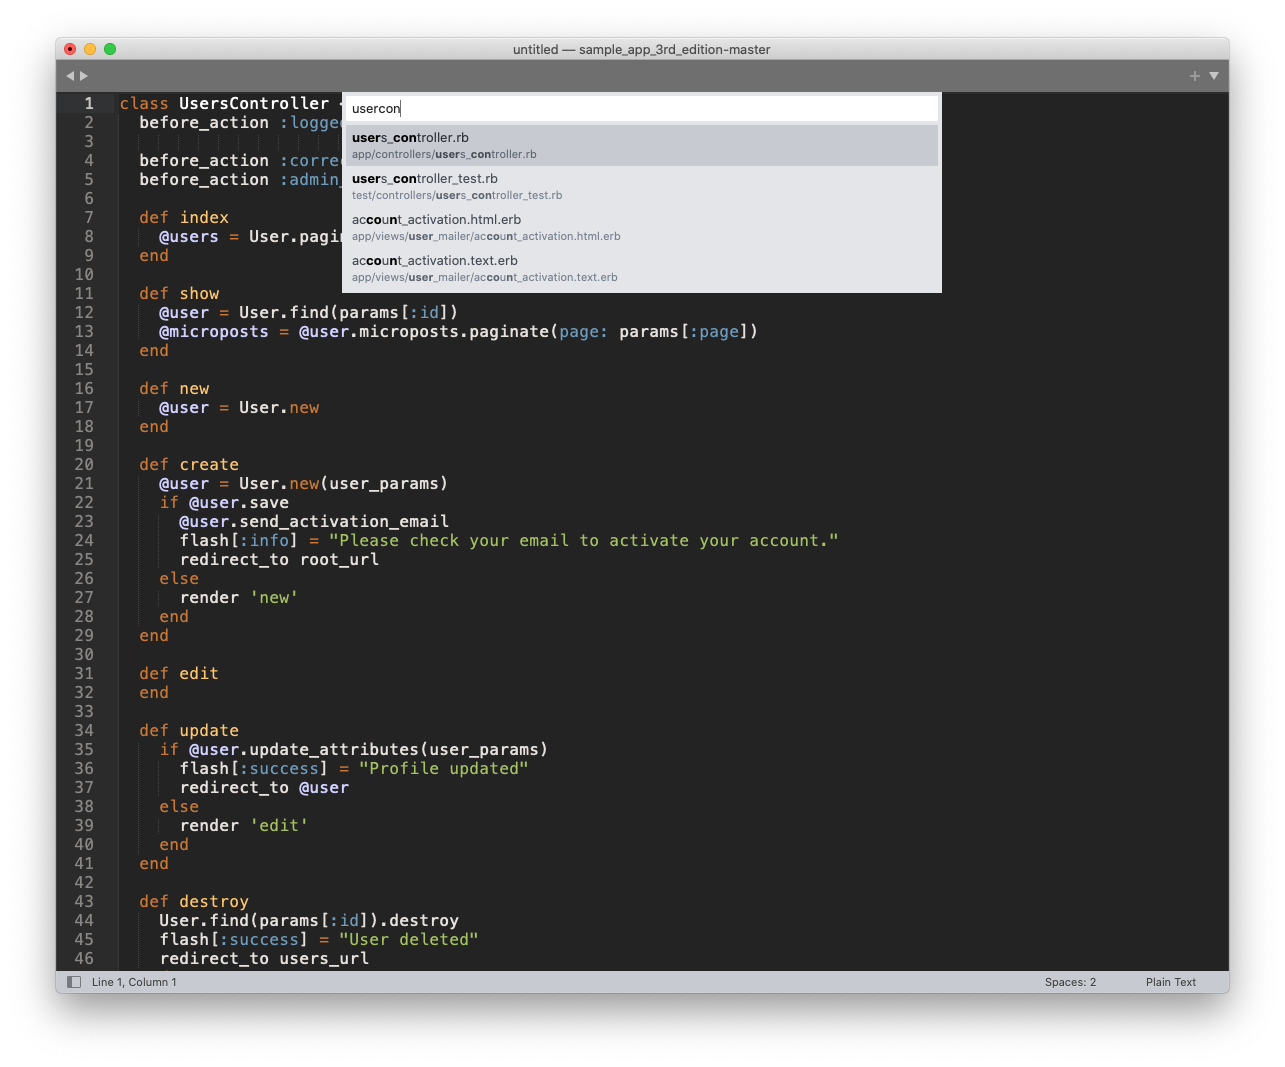 untitled — sample_app_3rd_edition-master
usercon
users_controller.rb
app/controllers/users_controller.rb
users_controller_test.rb
test/controllers/users_controller_test.rb
account_activation.html.erb
app/views/user_mailer/account_activation.html.erb
account_activation.text.erb
app/views/user_mailer/account_activation.text.erb
1 class UsersController
2 before_action
3
4 before_action
5 before_action :admin_
6
7 def index
8 @users = User.
9 end
10
11 def show
12 @user = User.find(params[:id])
13 @microposts = @user.microposts.paginate(page: params[:page])
14 end
15
16 def new
17 @user = User.new
18 end
19
20 def create
21 @user = User.new(user_params)
22 if @user.save
23 @user.send_activation_email
24 flash[:info] = "Please check your email to activate your account."
25 redirect_to root_url
26 else
27 render 'new'
28 end
29 end
30
31 def edit
32 end
33
34 def update
35 if @user.update_attributes(user_params)
36 flash[:success] = "Profile updated"
37 redirect_to @user
38 else
39 render 'edit'
40 end
41 end
42
43 def destroy
44 User.find(params[:id]).destroy
45 flash[:success] = "User deleted"
46 redirect_to users_url
Line 1, Column 1
Spaces: 2
Plain Text